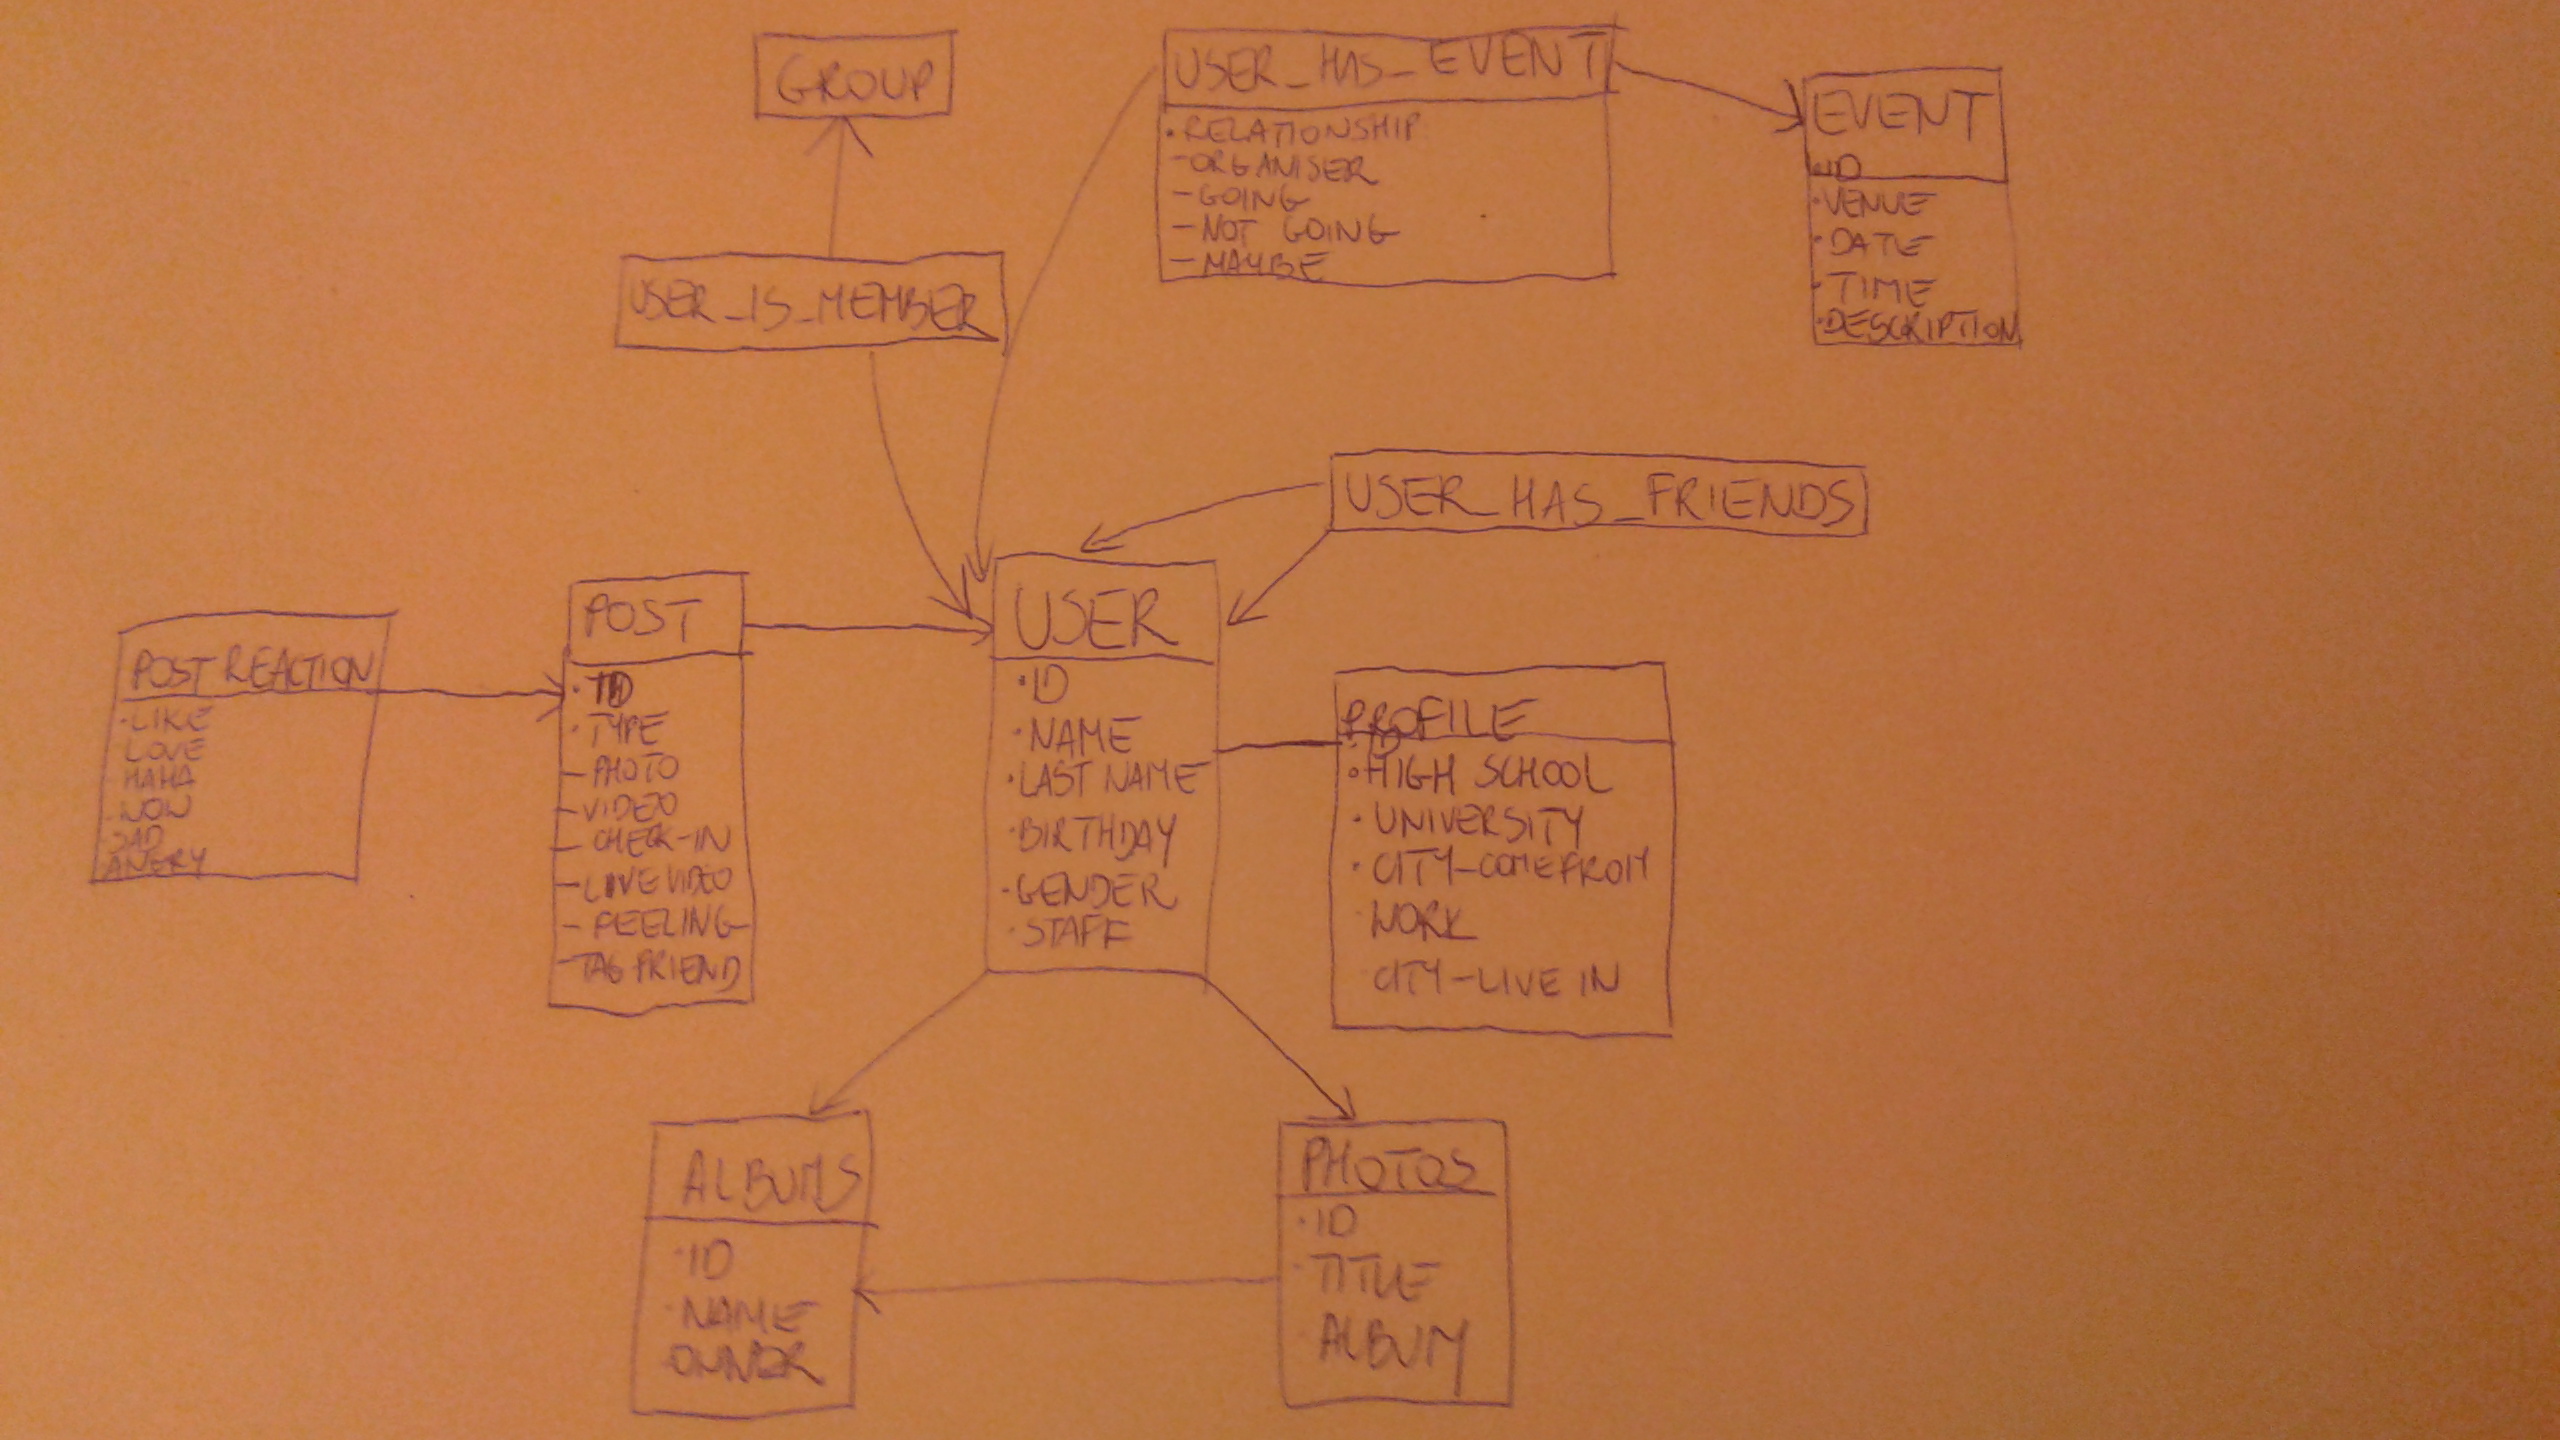 GROUP
USER_HAS_EVENT
•RELATIONSHIP
-ORGANISER
-GOING
-NOT GOING
-MAYBE
EVENT
•ID
•VENUE
•DATE
•TIME
•DESCRIPTION
USER_IS_MEMBER
USER_HAS_FRIENDS
POST REACTION
•LIKE
LOVE
HAHA
WOW
SAD
ANGRY
POST
•ID
•TYPE
-PHOTO
-VIDEO
-CHECK-IN
-LIVE VIDEO
-FEELING
-TAG FRIEND
USER
•ID
•NAME
•LAST NAME
•BIRTHDAY
•GENDER
•STAFF
PROFILE
•ID
•HIGH SCHOOL
•UNIVERSITY
•CITY-COMEFROM
WORK
CITY-LIVE IN
ALBUMS
•ID
•NAME
OWNER
PHOTOS
•ID
•TITLE
ALBUM